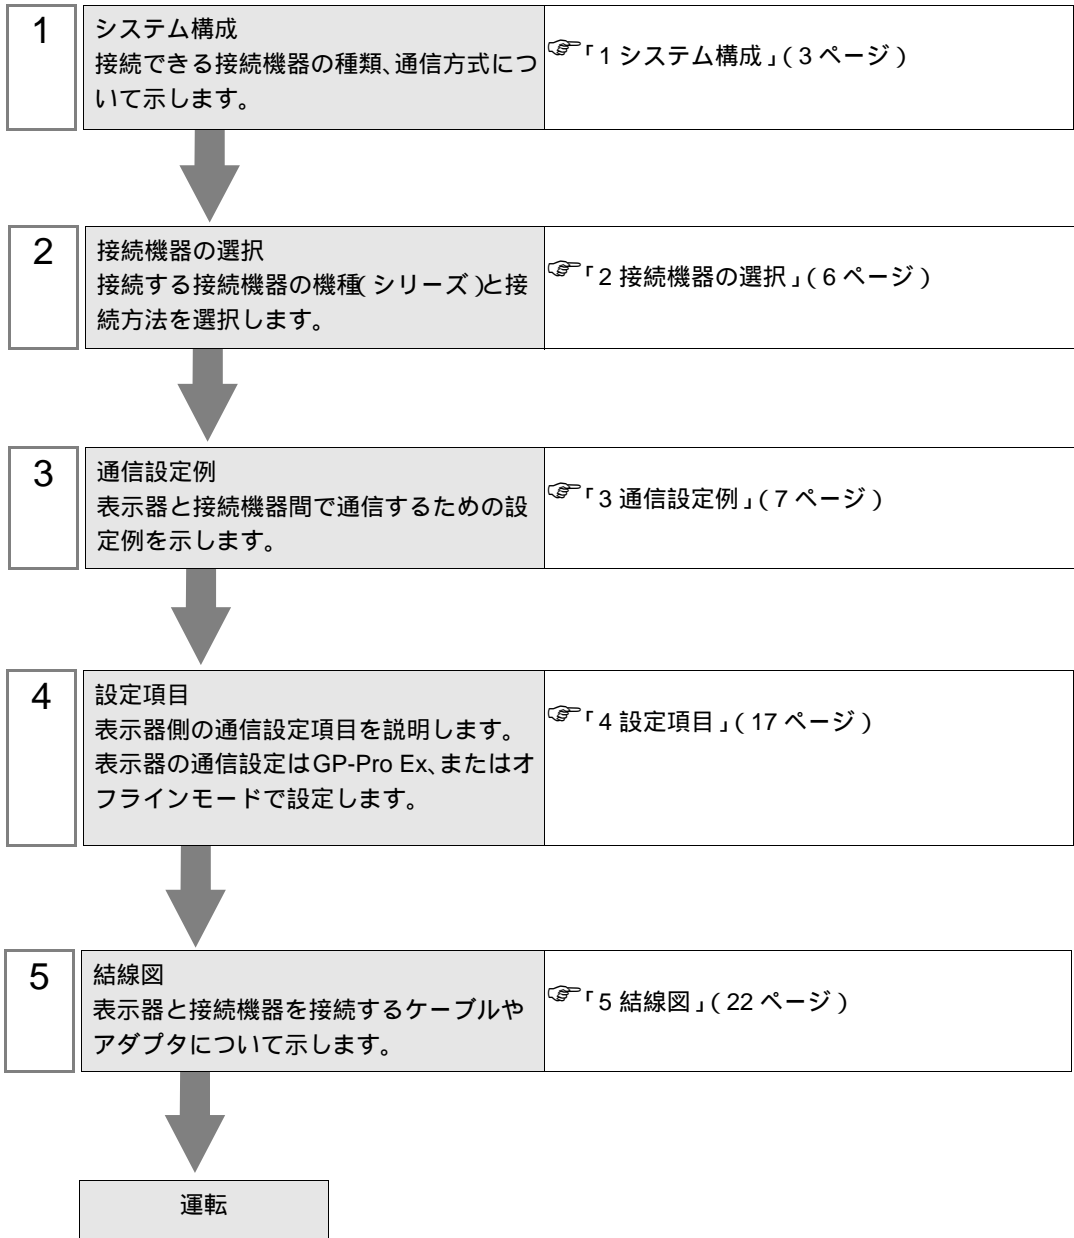 1
システム構成
接続できる接続機器の種類、通信方式につ
いて示します。
☞「1 システム構成」( 3 ページ )
2
接続機器の選択
接続する接続機器の機種( シリーズ )と接
続方法を選択します。
☞「2 接続機器の選択」( 6 ページ )
3
通信設定例
表示器と接続機器間で通信するための設
定例を示します。
☞「3 通信設定例」( 7 ページ )
4
設定項目
表示器側の通信設定項目を説明します。
表示器の通信設定はGP-Pro Ex、またはオ
フラインモードで設定します。
☞「4 設定項目」( 17 ページ )
5
結線図
表示器と接続機器を接続するケーブルや
アダプタについて示します。
☞「5 結線図」( 22 ページ )
運転